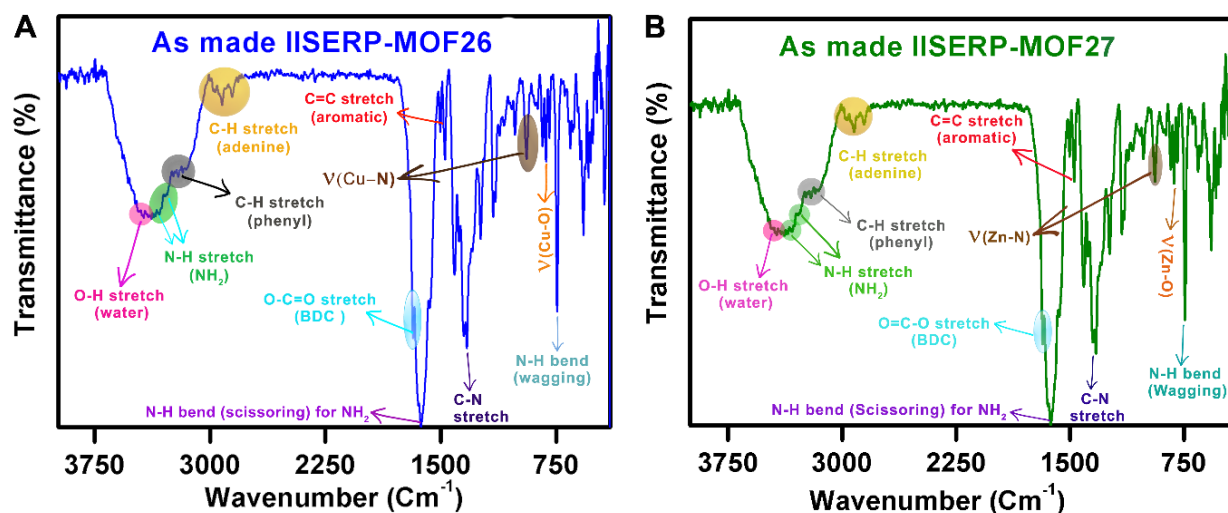 A
As made IISERP-MOF26
Transmittance (%)
C=C stretch
(aromatic)
C-H stretch
(adenine)
ν(Cu–N)
C-H stretch
(phenyl)
N-H stretch
(NH₂)
O-H stretch
(water)
ν(Cu-O)
O-C=O stretch
(BDC )
N-H bend
(wagging)
C-N
stretch
N-H bend (scissoring) for NH₂
3750 3000 2250 1500 750
Wavenumber (Cm⁻¹)
B
As made IISERP-MOF27
Transmittance (%)
C=C stretch
(aromatic)
C-H stretch
(adenine)
C-H stretch
(phenyl)
ν(Zn-N)
N-H stretch
(NH₂)
O-H stretch
(water)
ν(Zn-O)
O=C-O stretch
(BDC)
N-H bend
(Wagging)
C-N
stretch
N-H bend (Scissoring) for NH₂
3750 3000 2250 1500 750
Wavenumber (Cm⁻¹)